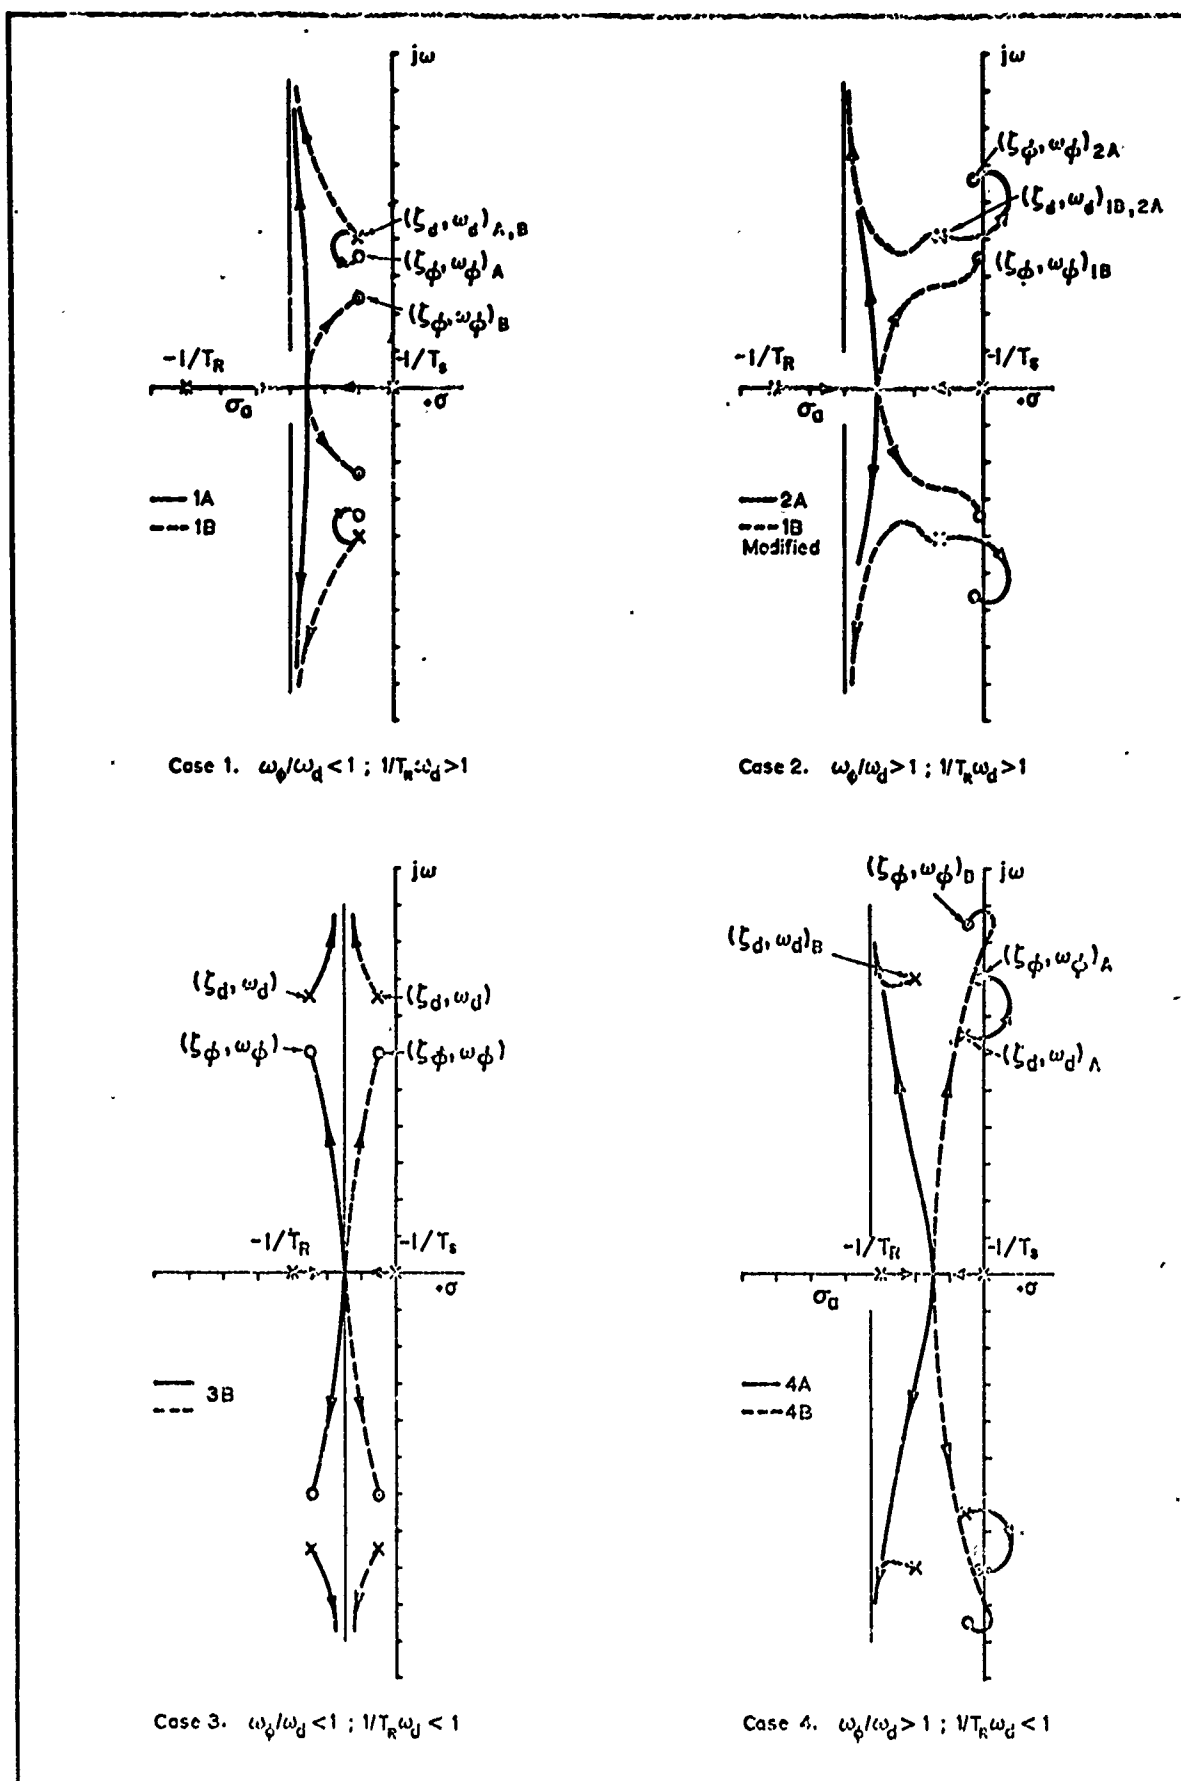 jω
(ζd, ωd)A,B
(ζϕ, ωϕ)A
(ζϕ, ωϕ)B
-1/TR
-1/Ts
σa
+σ
1A
1B
Case 1. ωϕ/ωd < 1 ; 1/TRωd > 1
jω
(ζϕ, ωϕ)2A
(ζd, ωd)1B,2A
(ζϕ, ωϕ)1B
-1/TR
-1/Ts
σa
+σ
2A
1B
Modified
Case 2. ωϕ/ωd > 1 ; 1/TRωd > 1
jω
(ζd, ωd)
(ζd, ωd)
(ζϕ, ωϕ)
(ζϕ, ωϕ)
-1/TR
-1/Ts
+σ
3B
Case 3. ωϕ/ωd < 1 ; 1/TRωd < 1
(ζϕ, ωϕ)B
jω
(ζd, ωd)B
(ζϕ, ωϕ)A
(ζd, ωd)A
-1/TR
-1/Ts
σa
+σ
4A
4B
Case 4. ωϕ/ωd > 1 ; 1/TRωd < 1